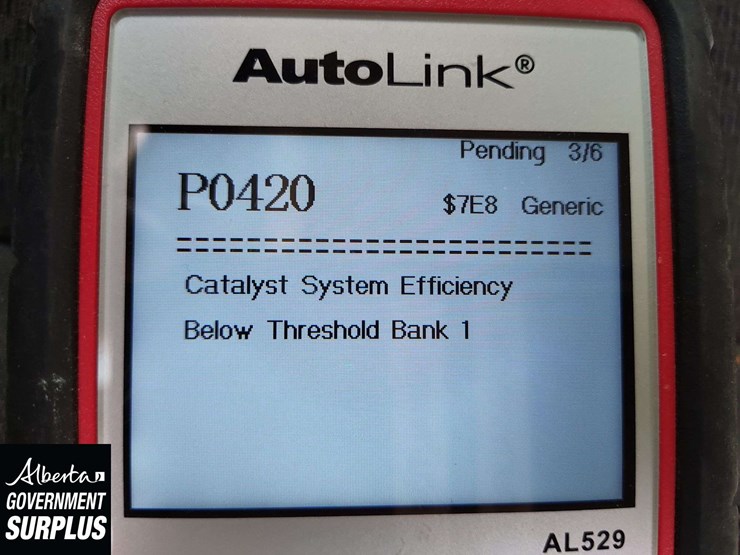 AutoLink®
Pending 3/6
P0420 $7E8 Generic
============================
Catalyst System Efficiency
Below Threshold Bank 1
Alberta
GOVERNMENT
SURPLUS
AL529